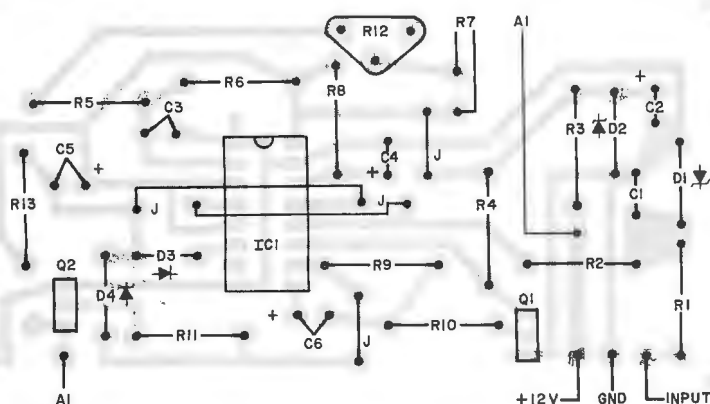 R12
R7
A1
R5
R6
C3
R8
R3
D2
C2
+
C5
+
C4
+
J
D1
R13
J
J
R4
C1
IC1
D3
R9
R2
Q2
D4
R1
R11
+
C6
J
R10
Q1
A1
+12V
GND
INPUT